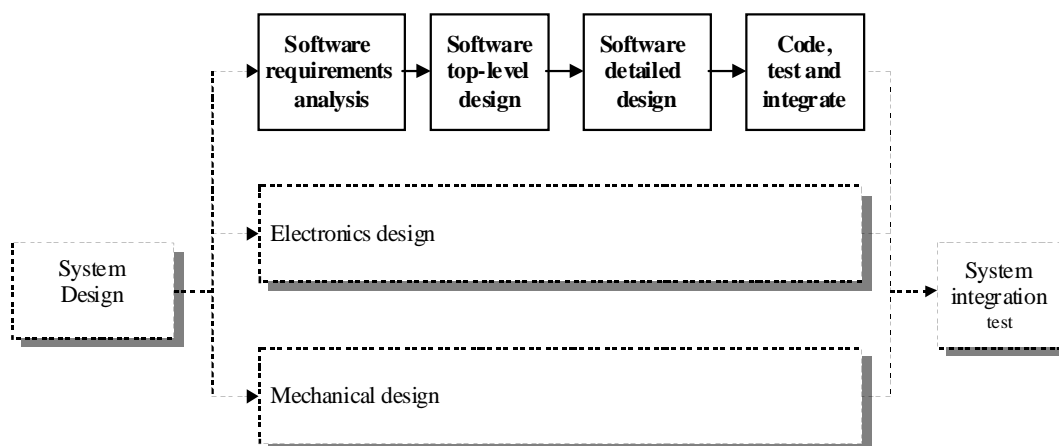 Software
requirements
analysis
Software
top-level
design
Software
detailed
design
Code,
test and
integrate
Electronics design
System
Design
System
integration
test
Mechanical design